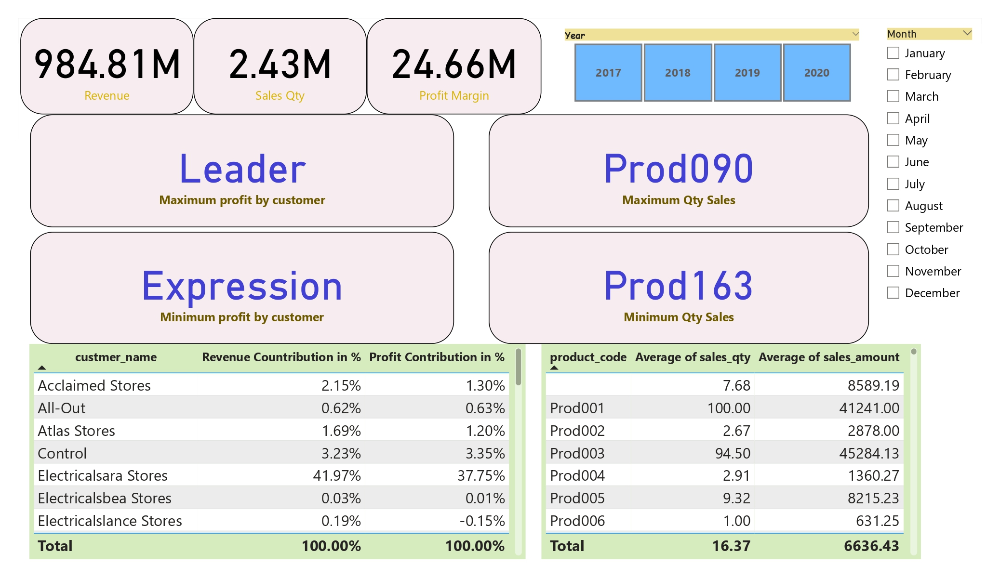 984.81M
Revenue
2.43M
Sales Qty
24.66M
Profit Margin
Year
2017 2018 2019 2020
Month
January
February
March
April
May
June
July
August
September
October
November
December
Leader
Maximum profit by customer
Prod090
Maximum Qty Sales
Expression
Minimum profit by customer
Prod163
Minimum Qty Sales
custmer_name Revenue Countribution in % Profit Contribution in %
Acclaimed Stores 2.15% 1.30%
All-Out 0.62% 0.63%
Atlas Stores 1.69% 1.20%
Control 3.23% 3.35%
Electricalsara Stores 41.97% 37.75%
Electricalsbea Stores 0.03% 0.01%
Electricalslance Stores 0.19% -0.15%
Total 100.00% 100.00%
product_code Average of sales_qty Average of sales_amount
7.68 8589.19
Prod001 100.00 41241.00
Prod002 2.67 2878.00
Prod003 94.50 45284.13
Prod004 2.91 1360.27
Prod005 9.32 8215.23
Prod006 1.00 631.25
Total 16.37 6636.43